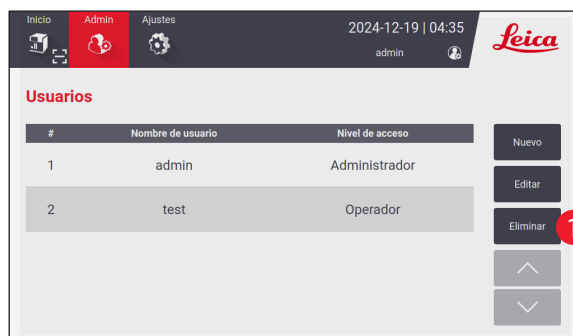 Inicio Admin Ajustes
2024-12-19 | 04:35
admin
Leica
Usuarios
# Nombre de usuario Nivel de acceso
1 admin Administrador
2 test Operador
Nuevo
Editar
Eliminar